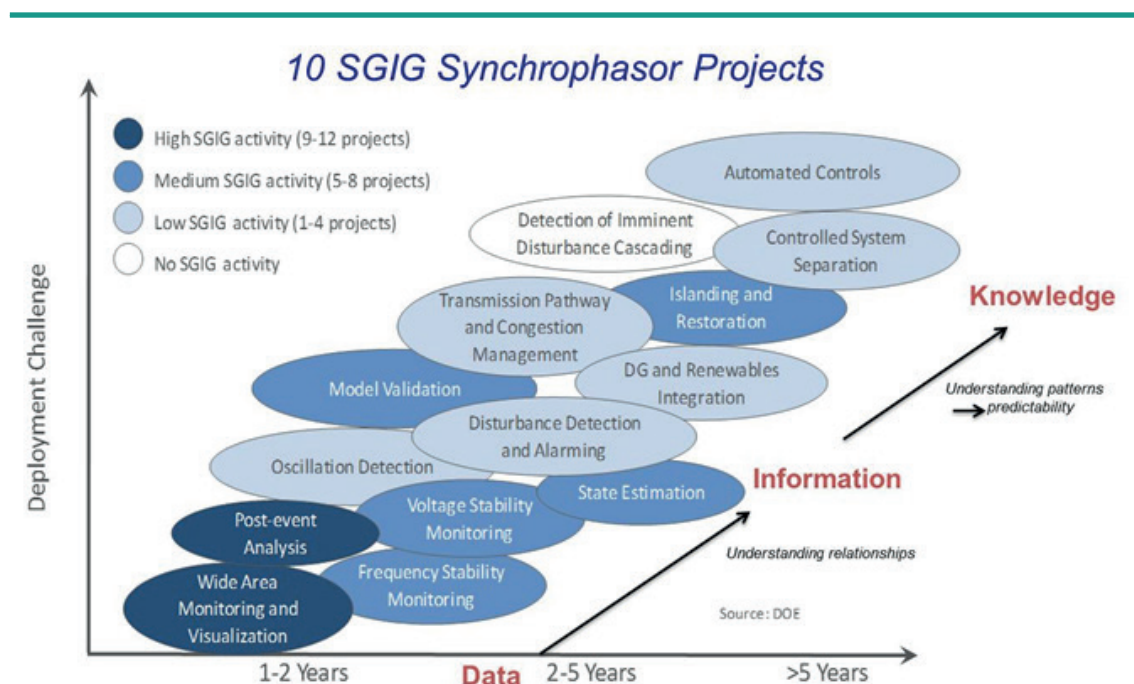 10 SGIG Synchrophasor Projects
High SGIG activity (9-12 projects)
Medium SGIG activity (5-8 projects)
Low SGIG activity (1-4 projects)
No SGIG activity
Deployment Challenge
Automated Controls
Detection of Imminent
Disturbance Cascading
Controlled System
Separation
Transmission Pathway
and Congestion
Management
Islanding and
Restoration
Knowledge
Model Validation
DG and Renewables
Integration
Understanding patterns
predictability
Disturbance Detection
and Alarming
Oscillation Detection
Information
State Estimation
Voltage Stability
Monitoring
Post-event
Analysis
Understanding relationships
Frequency Stability
Monitoring
Wide Area
Monitoring and
Visualization
Source: DOE
1-2 Years
Data
2-5 Years
>5 Years